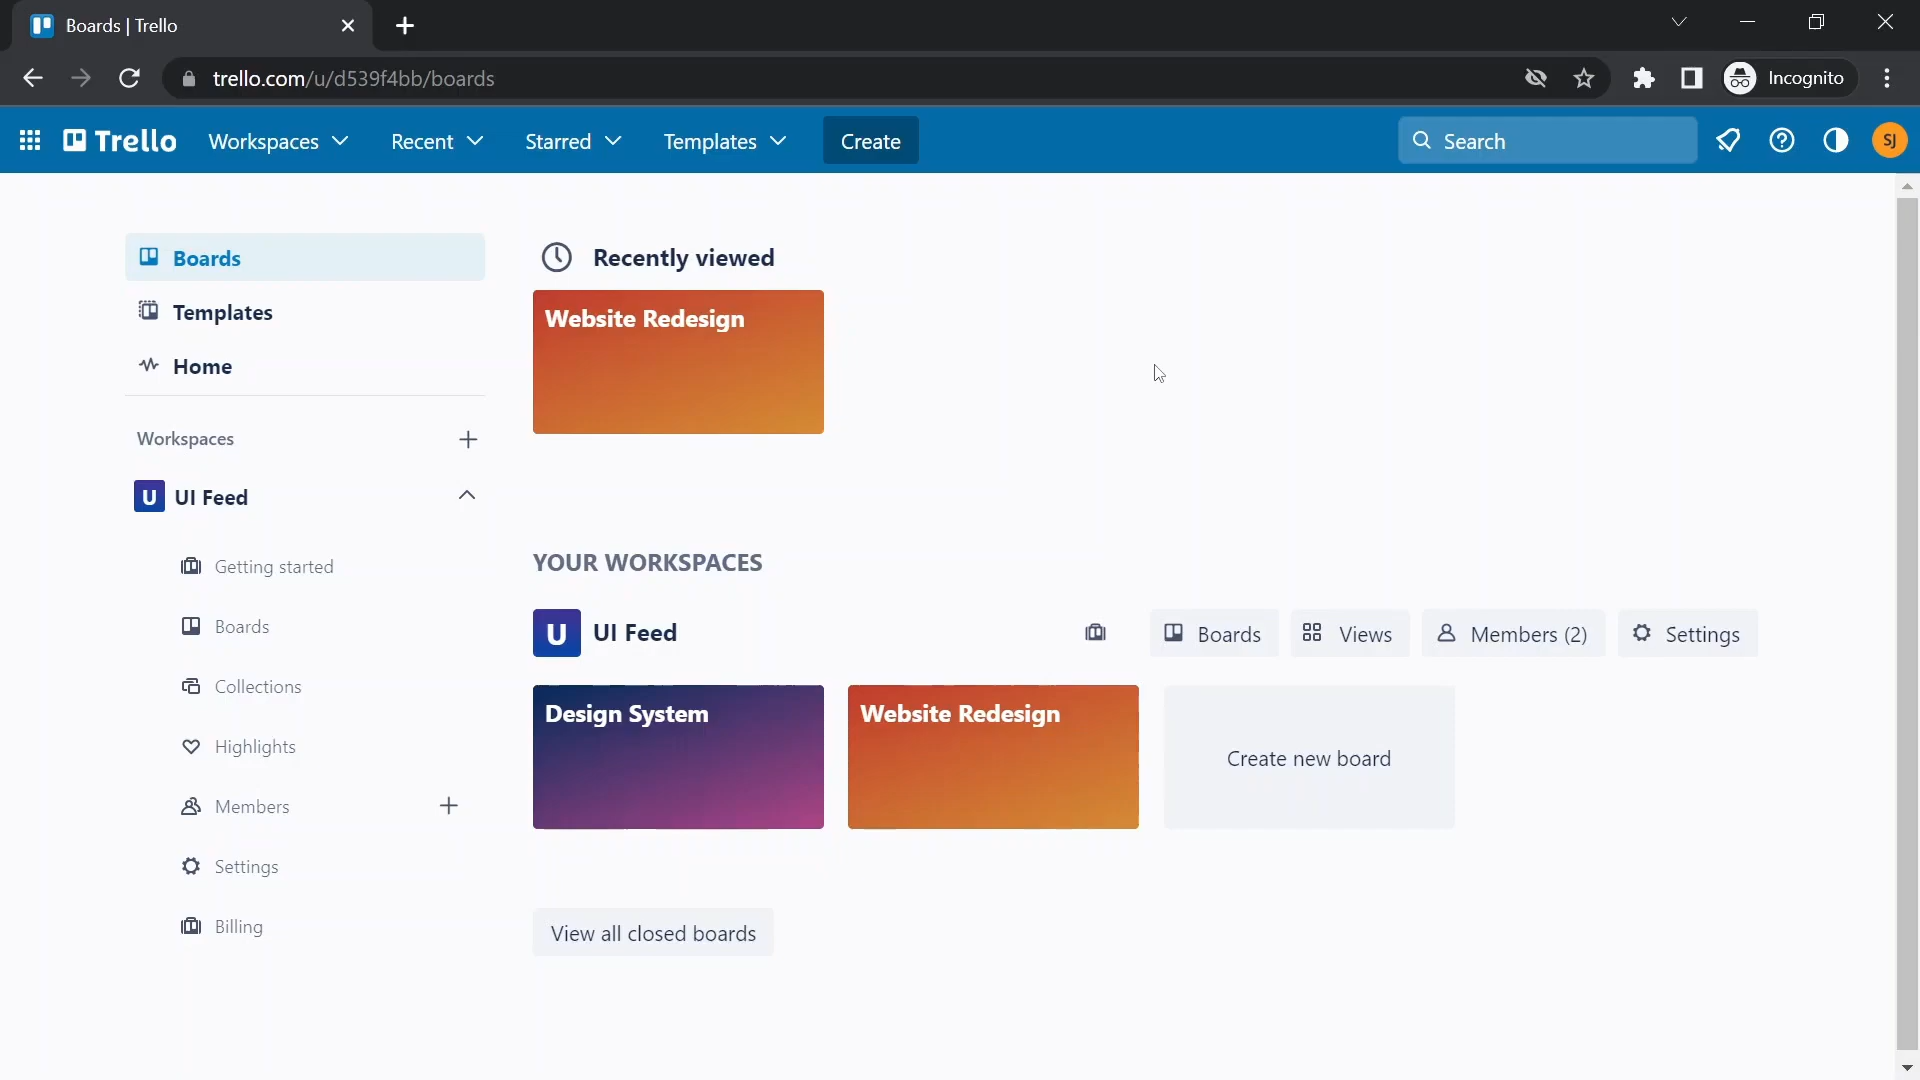 Boards | Trello
trello.com/u/d539f4bb/boards
Incognito
Trello
Workspaces
Recent
Starred
Templates
Create
Search
SJ
Boards
Templates
Home
Workspaces
U UI Feed
Getting started
Boards
Collections
Highlights
Members
Settings
Billing
Recently viewed
Website Redesign
YOUR WORKSPACES
U UI Feed
Boards
Views
Members (2)
Settings
Design System
Website Redesign
Create new board
View all closed boards